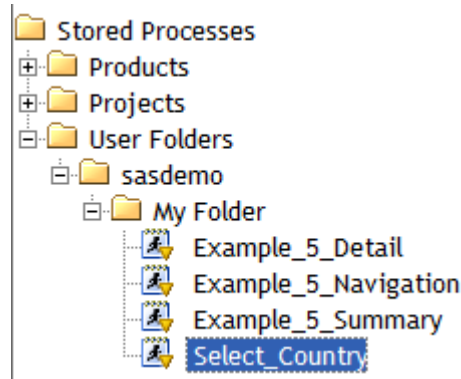 Stored Processes
Products
Projects
User Folders
sasdemo
My Folder
Example_5_Detail
Example_5_Navigation
Example_5_Summary
Select_Country